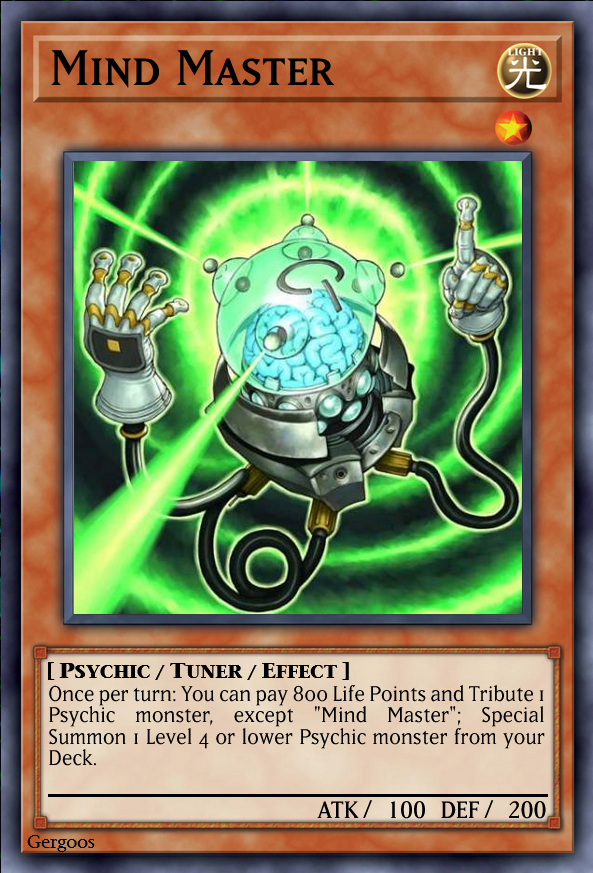 Mind Master
LIGHT
光
[ Psychic / Tuner / Effect ]
Once per turn: You can pay 800 Life Points and Tribute 1
Psychic monster, except "Mind Master"; Special
Summon 1 Level 4 or lower Psychic monster from your
Deck.
ATK / 100 DEF / 200
Gergoos